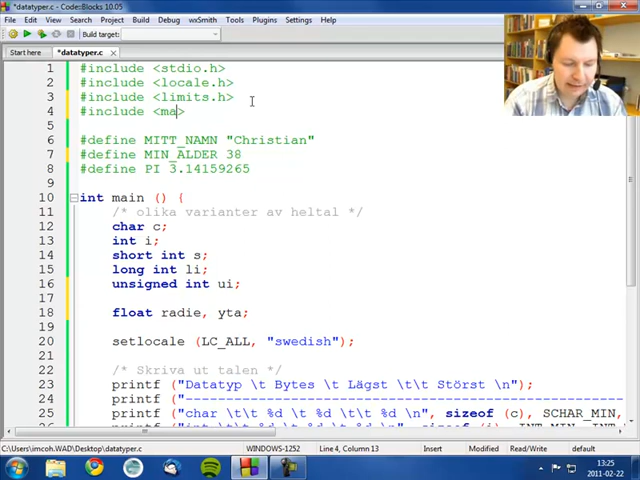 *datatyper.c - Code::Blocks 10.05
File Edit View Search Project Build Debug wxSmith Tools Plugins Settings Help
Build target:
Start here *datatyper.c
1 #include <stdio.h>
2 #include <locale.h>
3 #include <limits.h>
4 #include <ma>
5
6 #define MITT_NAMN "Christian"
7 #define MIN_ALDER 38
8 #define PI 3.14159265
9
10 int main () {
11 /* olika varianter av heltal */
12 char c;
13 int i;
14 short int s;
15 long int li;
16 unsigned int ui;
17
18 float radie, yta;
19
20 setlocale (LC_ALL, "swedish");
21
22 /* Skriva ut talen */
23 printf ("Datatyp \t Bytes \t Lägst \t\t Störst \n");
24 printf ("----------------------------------------------------------
25 printf ("char \t\t %d \t %d \t\t %d \n", sizeof (c), SCHAR_MIN,
26
C:\Users\imcoh.WAD\Desktop\datatyper.c WINDOWS-1252 Line 4, Column 13 Insert Modified Read/Write default
13:25
2011-02-22